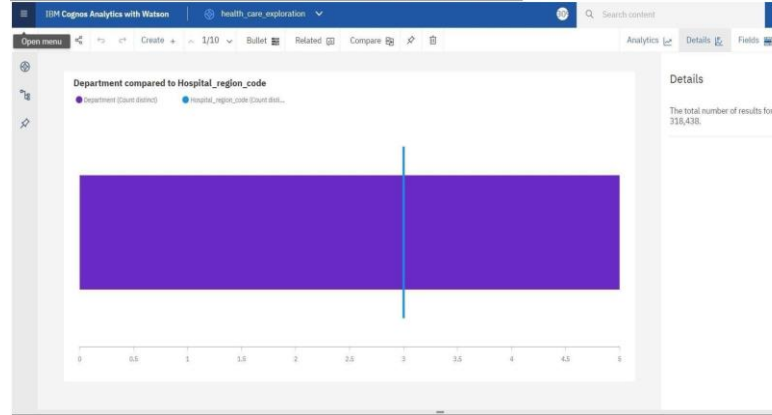 IBM Cognos Analytics with Watson
health_care_exploration
Search content
Open menu
Create +
1/10
Bullet
Related
Compare
Analytics
Details
Fields
Department compared to Hospital_region_code
Department (Count distinct)
Hospital_region_code (Count disti...
0 0.5 1 1.5 2 2.5 3 3.5 4 4.5 5
Details
The total number of results for
318,438.